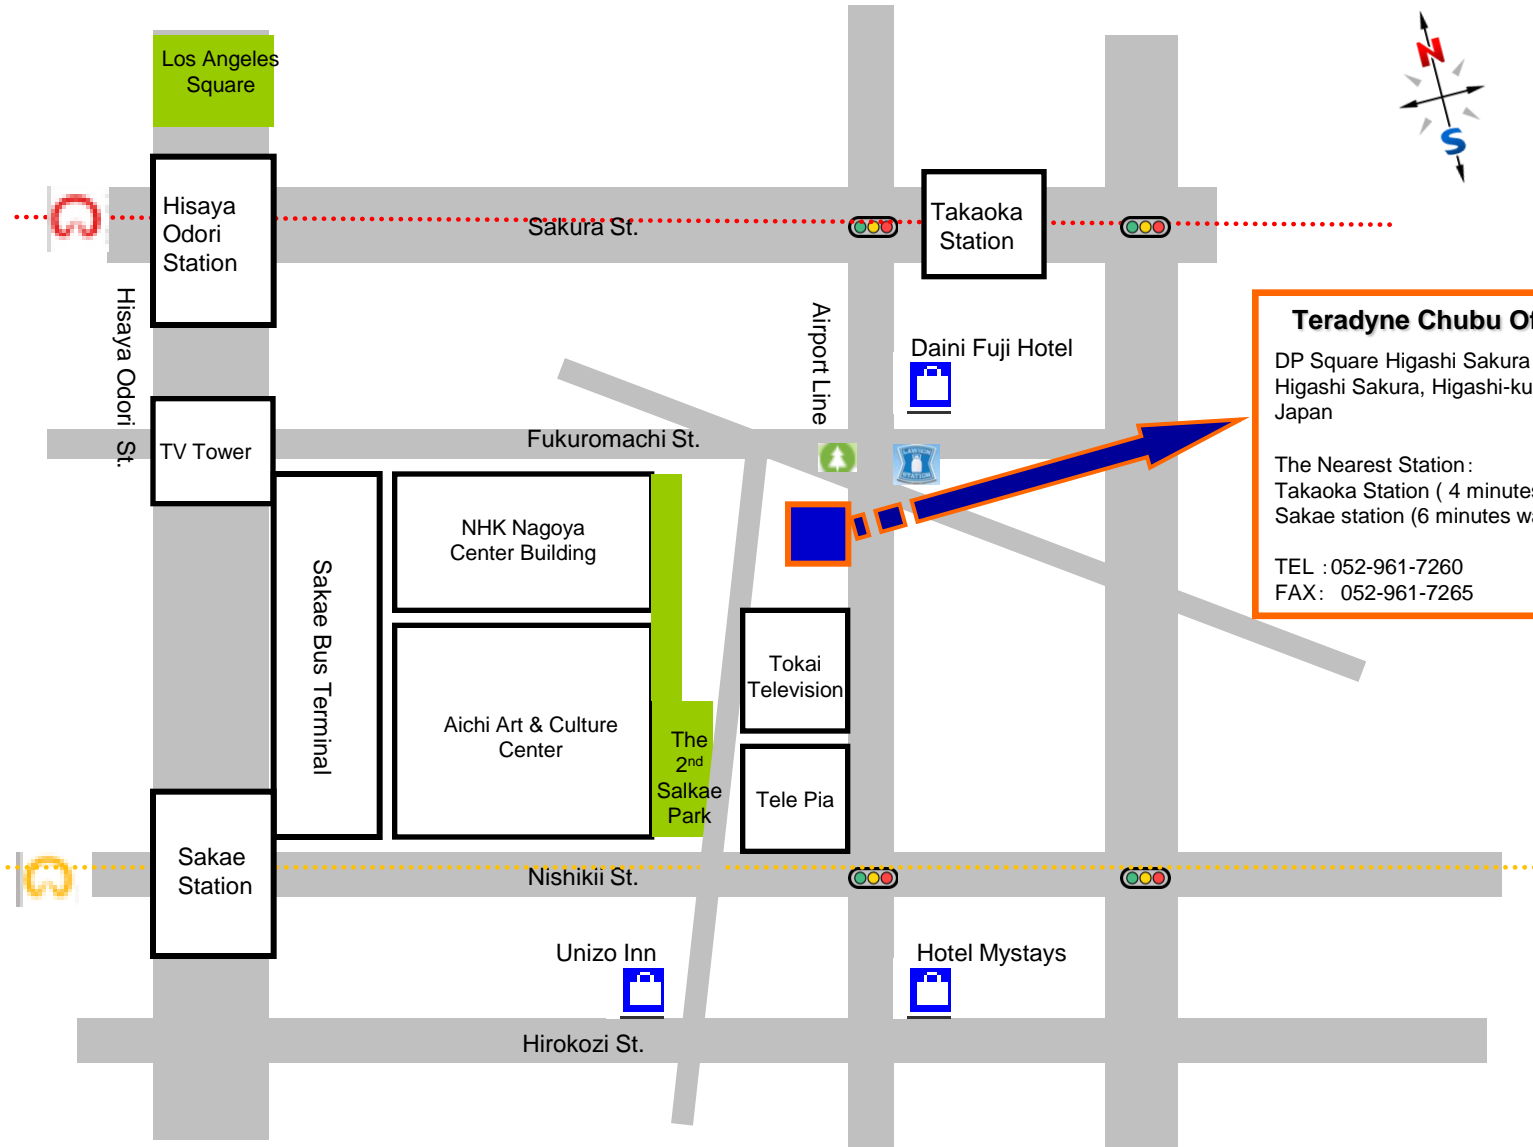 Los Angeles
Square
N
S
Hisaya
Odori
Station
Sakura St.
Takaoka
Station
Hisaya Odori St.
Airport Line
Daini Fuji Hotel
Teradyne Chubu Of
DP Square Higashi Sakura
Higashi Sakura, Higashi-ku
Japan
The Nearest Station:
Takaoka Station ( 4 minutes
Sakae station (6 minutes wa
TEL : 052-961-7260
FAX: 052-961-7265
TV Tower
Fukuromachi St.
LAWSON
STATION
Sakae Bus Terminal
NHK Nagoya
Center Building
Aichi Art & Culture
Center
The
2nd
Salkae
Park
Tokai
Television
Tele Pia
Sakae
Station
Nishikii St.
Unizo Inn
Hotel Mystays
Hirokozi St.